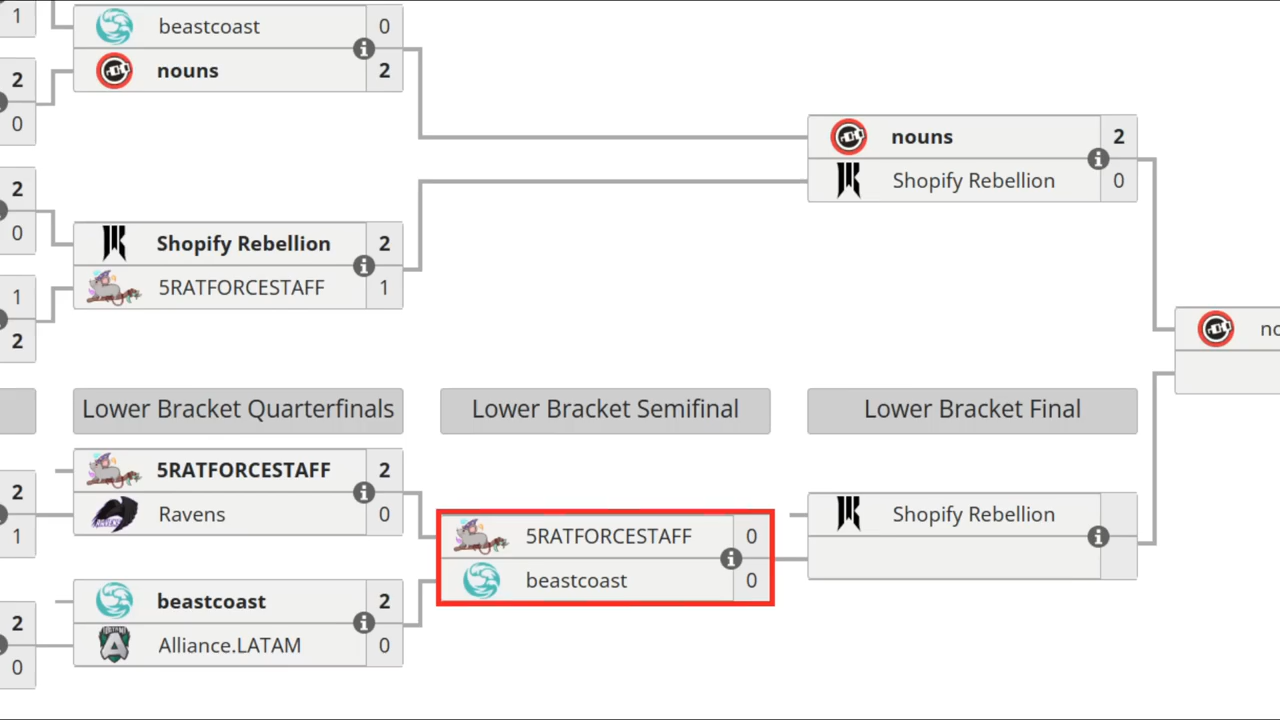 1
beastcoast 0
nouns 2
2
0
nouns 2
Shopify Rebellion 0
2
0
Shopify Rebellion 2
5RATFORCESTAFF 1
1
2
no
Lower Bracket Quarterfinals
Lower Bracket Semifinal
Lower Bracket Final
5RATFORCESTAFF 2
Ravens 0
2
1
5RATFORCESTAFF 0
beastcoast 0
Shopify Rebellion
beastcoast 2
Alliance.LATAM 0
2
0